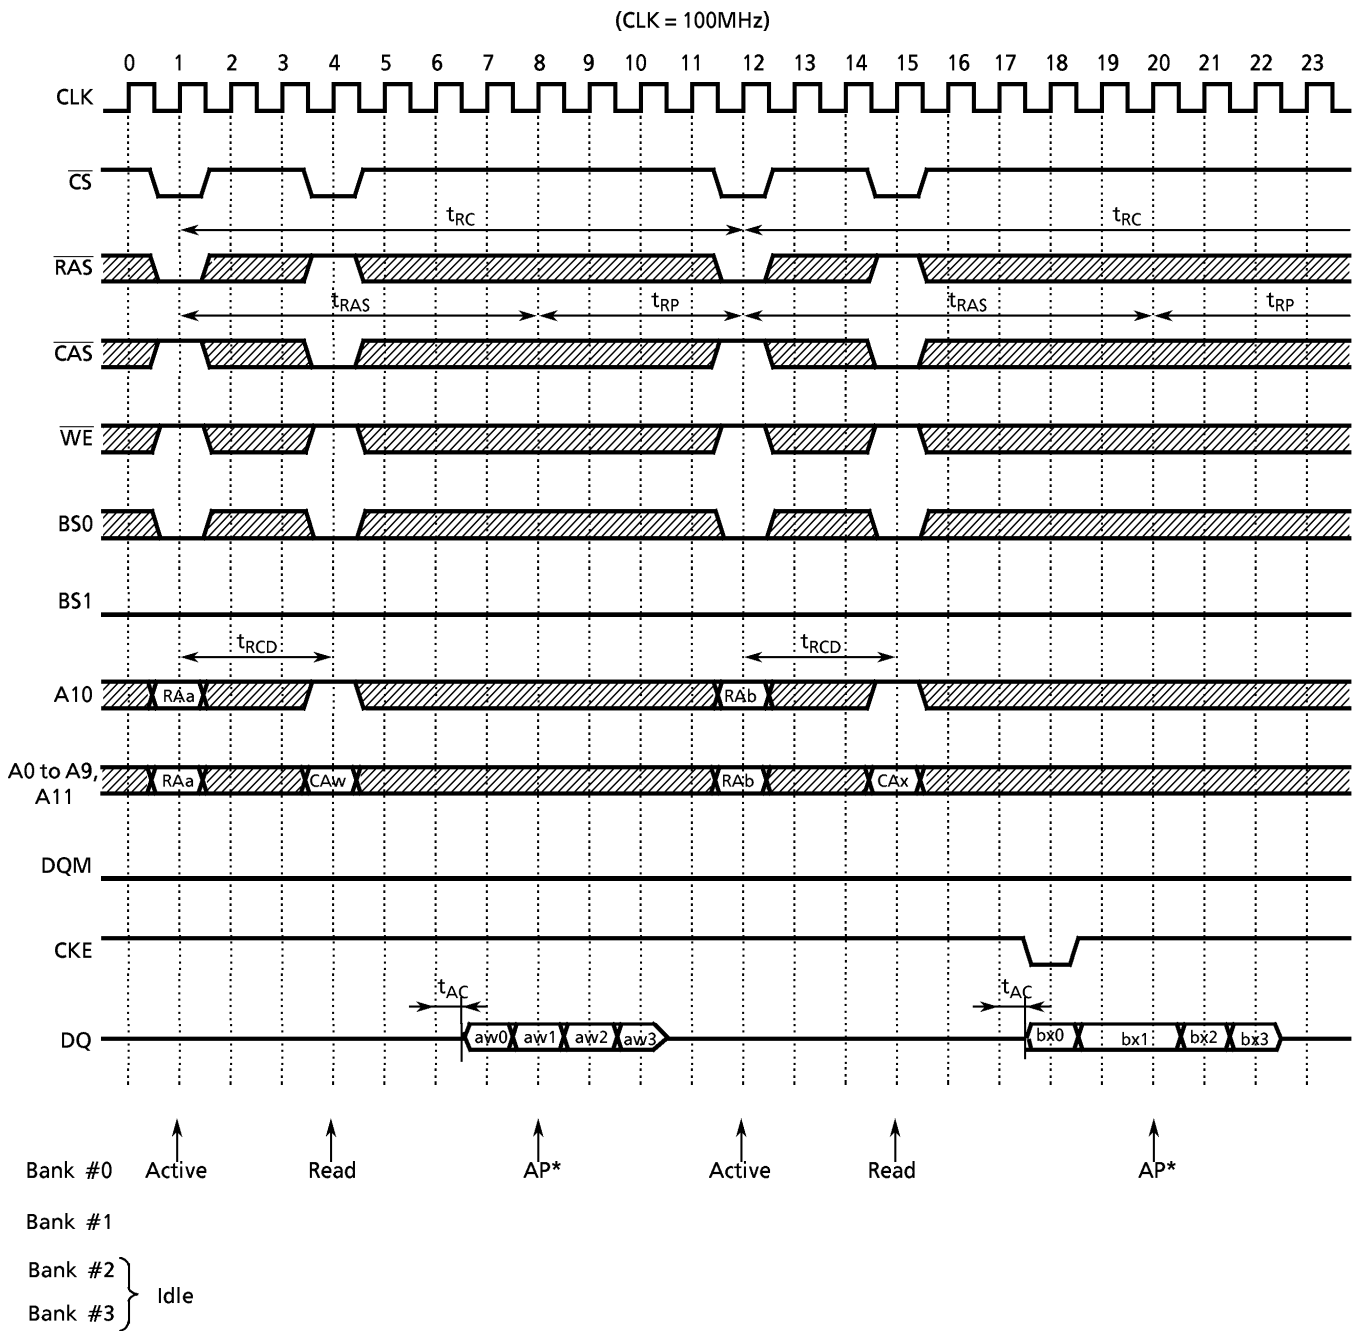 (CLK = 100MHz)
0 1 2 3 4 5 6 7 8 9 10 11 12 13 14 15 16 17 18 19 20 21 22 23
CLK
CS
tRC tRC
RAS
tRAS tRP tRAS tRP
CAS
WE
BS0
BS1
tRCD tRCD
A10 RAa RAb
A0 to A9,
A11
RAa CAw RAb CAx
DQM
CKE
tAC tAC
DQ aw0 aw1 aw2 aw3 bx0 bx1 bx2 bx3
Bank #0 Active Read AP* Active Read AP*
Bank #1
Bank #2
Idle
Bank #3